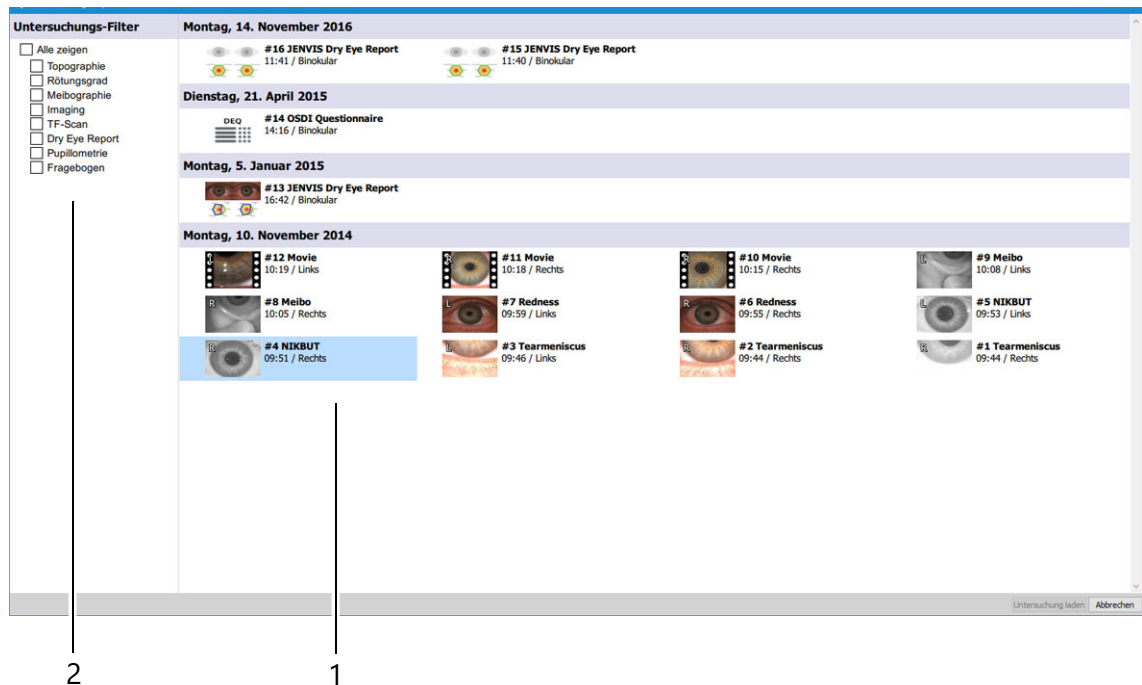 Untersuchungs-Filter
Alle zeigen
Topographie
Rötungsgrad
Meibographie
Imaging
TF-Scan
Dry Eye Report
Pupillometrie
Fragebogen
Montag, 14. November 2016
#16 JENVIS Dry Eye Report
11:41 / Binokular
#15 JENVIS Dry Eye Report
11:40 / Binokular
Dienstag, 21. April 2015
DEQ
#14 OSDI Questionnaire
14:16 / Binokular
Montag, 5. Januar 2015
#13 JENVIS Dry Eye Report
16:42 / Binokular
Montag, 10. November 2014
L
#12 Movie
10:19 / Links
R
#11 Movie
10:18 / Rechts
R
#10 Movie
10:15 / Rechts
L
#9 Meibo
10:08 / Links
R
#8 Meibo
10:05 / Rechts
L
#7 Redness
09:59 / Links
R
#6 Redness
09:55 / Rechts
L
#5 NIKBUT
09:53 / Links
R
#4 NIKBUT
09:51 / Rechts
L
#3 Tearmeniscus
09:46 / Links
R
#2 Tearmeniscus
09:44 / Rechts
R
#1 Tearmeniscus
09:44 / Rechts
Untersuchung laden
Abbrechen
2
1